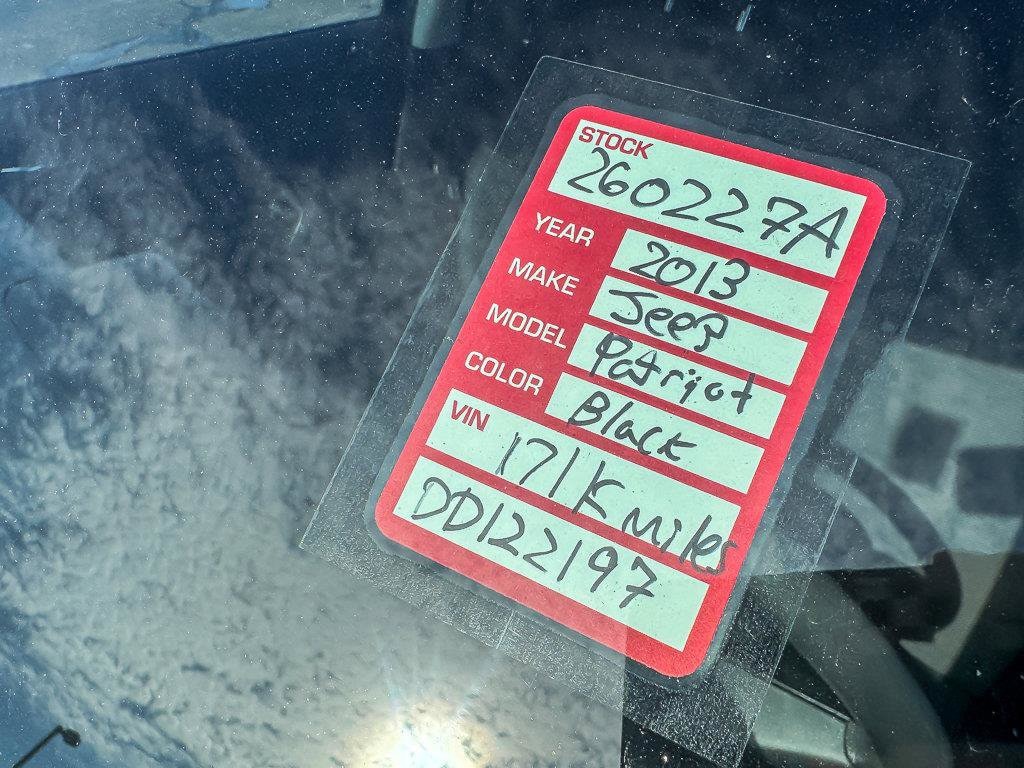 STOCK
260227A
YEAR 2013
MAKE Jeep
MODEL Patriot
COLOR Black
VIN 171K miles
DD122197